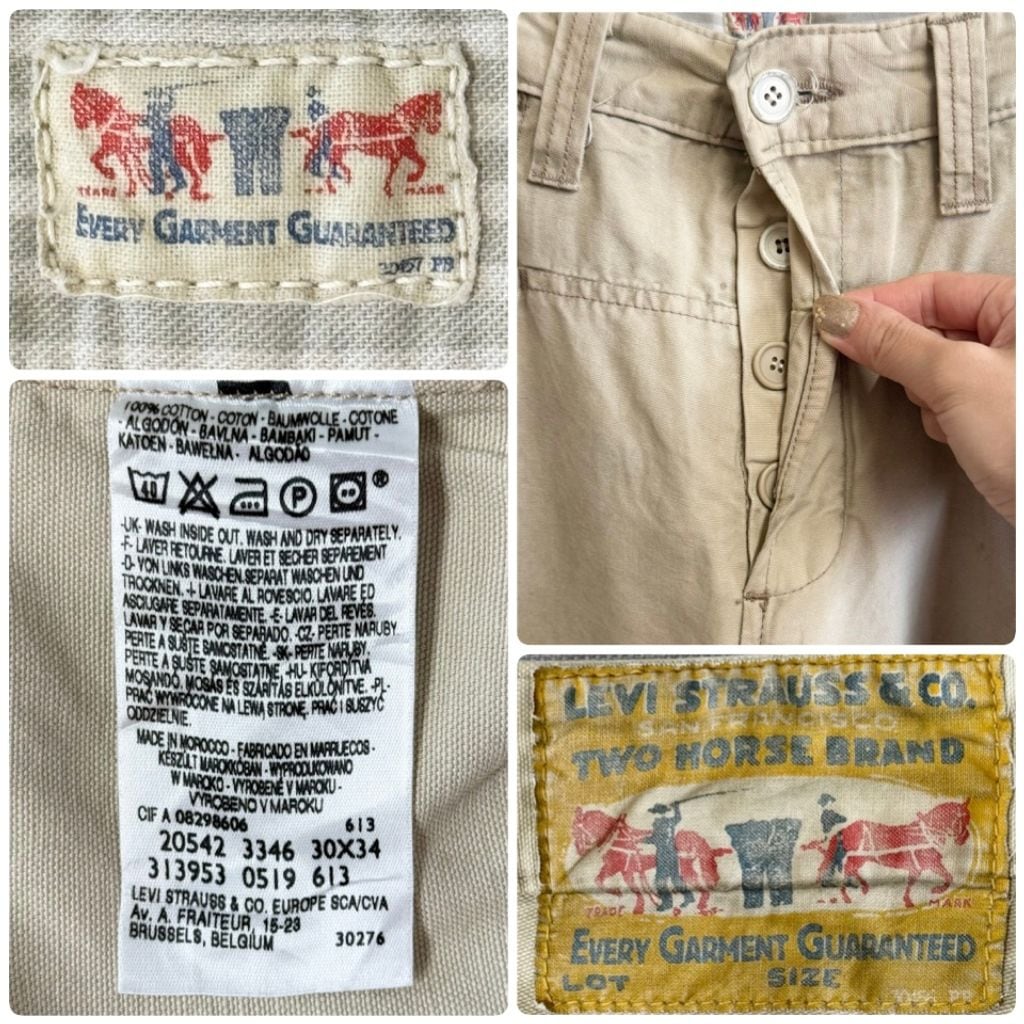 TRADE MARK
EVERY GARMENT GUARANTEED
PB
100% COTTON - COTON - BAUMWOLLE - COTONE
- ALGODÓN - BAVLNA - BAMBAKI - PAMUT -
KATOEN - BAWEŁNA - ALGODÃO
40 P ®
-UK- WASH INSIDE OUT. WASH AND DRY SEPARATELY.
-F- LAVER RETOURNE. LAVER ET SECHER SEPAREMENT
-D- VON LINKS WASCHEN.SEPARAT WASCHEN UND
TROCKNEN. -I- LAVARE AL ROVESCIO. LAVARE ED
ASCIUGARE SEPARATAMENTE. -E- LAVAR DEL REVÉS.
LAVAR Y SECAR POR SEPARADO. -CZ- PERTE NARUBY.
PERTE A SUŠTE SAMOSTATNĚ. -SK- PERTE NARUBY.
PERTE A SUŠTE SAMOSTATNE. -HU- KIFORDÍTVA
MOSANDÓ. MOSÁS ÉS SZÁRÍTÁS ELKÜLÖNÍTVE. -PL-
PRAĆ WYWRÓCONE NA LEWĄ STRONĘ, PRAĆ I SUSZYĆ
ODDZIELNIE.
MADE IN MOROCCO - FABRICADO EN MARRUECOS -
KÉSZÜLT MAROKKÓBAN - WYPRODUKOWANO
W MAROKO - VYROBENÉ V MAROKU -
VYROBENO V MAROKU
CIF A 08298606 613
20542 3346 30X34
313953 0519 613
LEVI STRAUSS & CO. EUROPE SCA/CVA
Av. A. FRAITEUR, 15-23
BRUSSELS, BELGIUM 30276
LEVI STRAUSS & CO.
SAN FRANCISCO
TWO HORSE BRAND
TRADE MARK
EVERY GARMENT GUARANTEED
LOT SIZE
PB